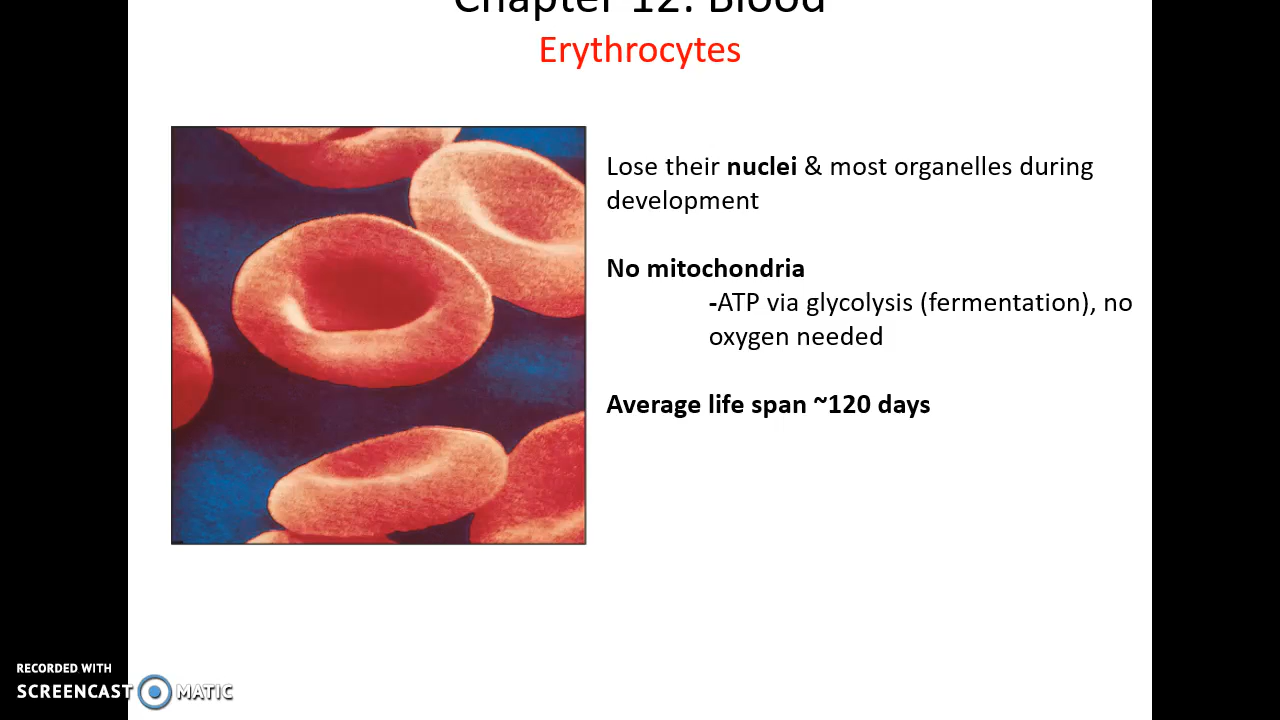 Chapter 12: Blood
Erythrocytes
Lose their nuclei & most organelles during
development
No mitochondria
-ATP via glycolysis (fermentation), no
oxygen needed
Average life span ~120 days
RECORDED WITH
SCREENCAST MATIC